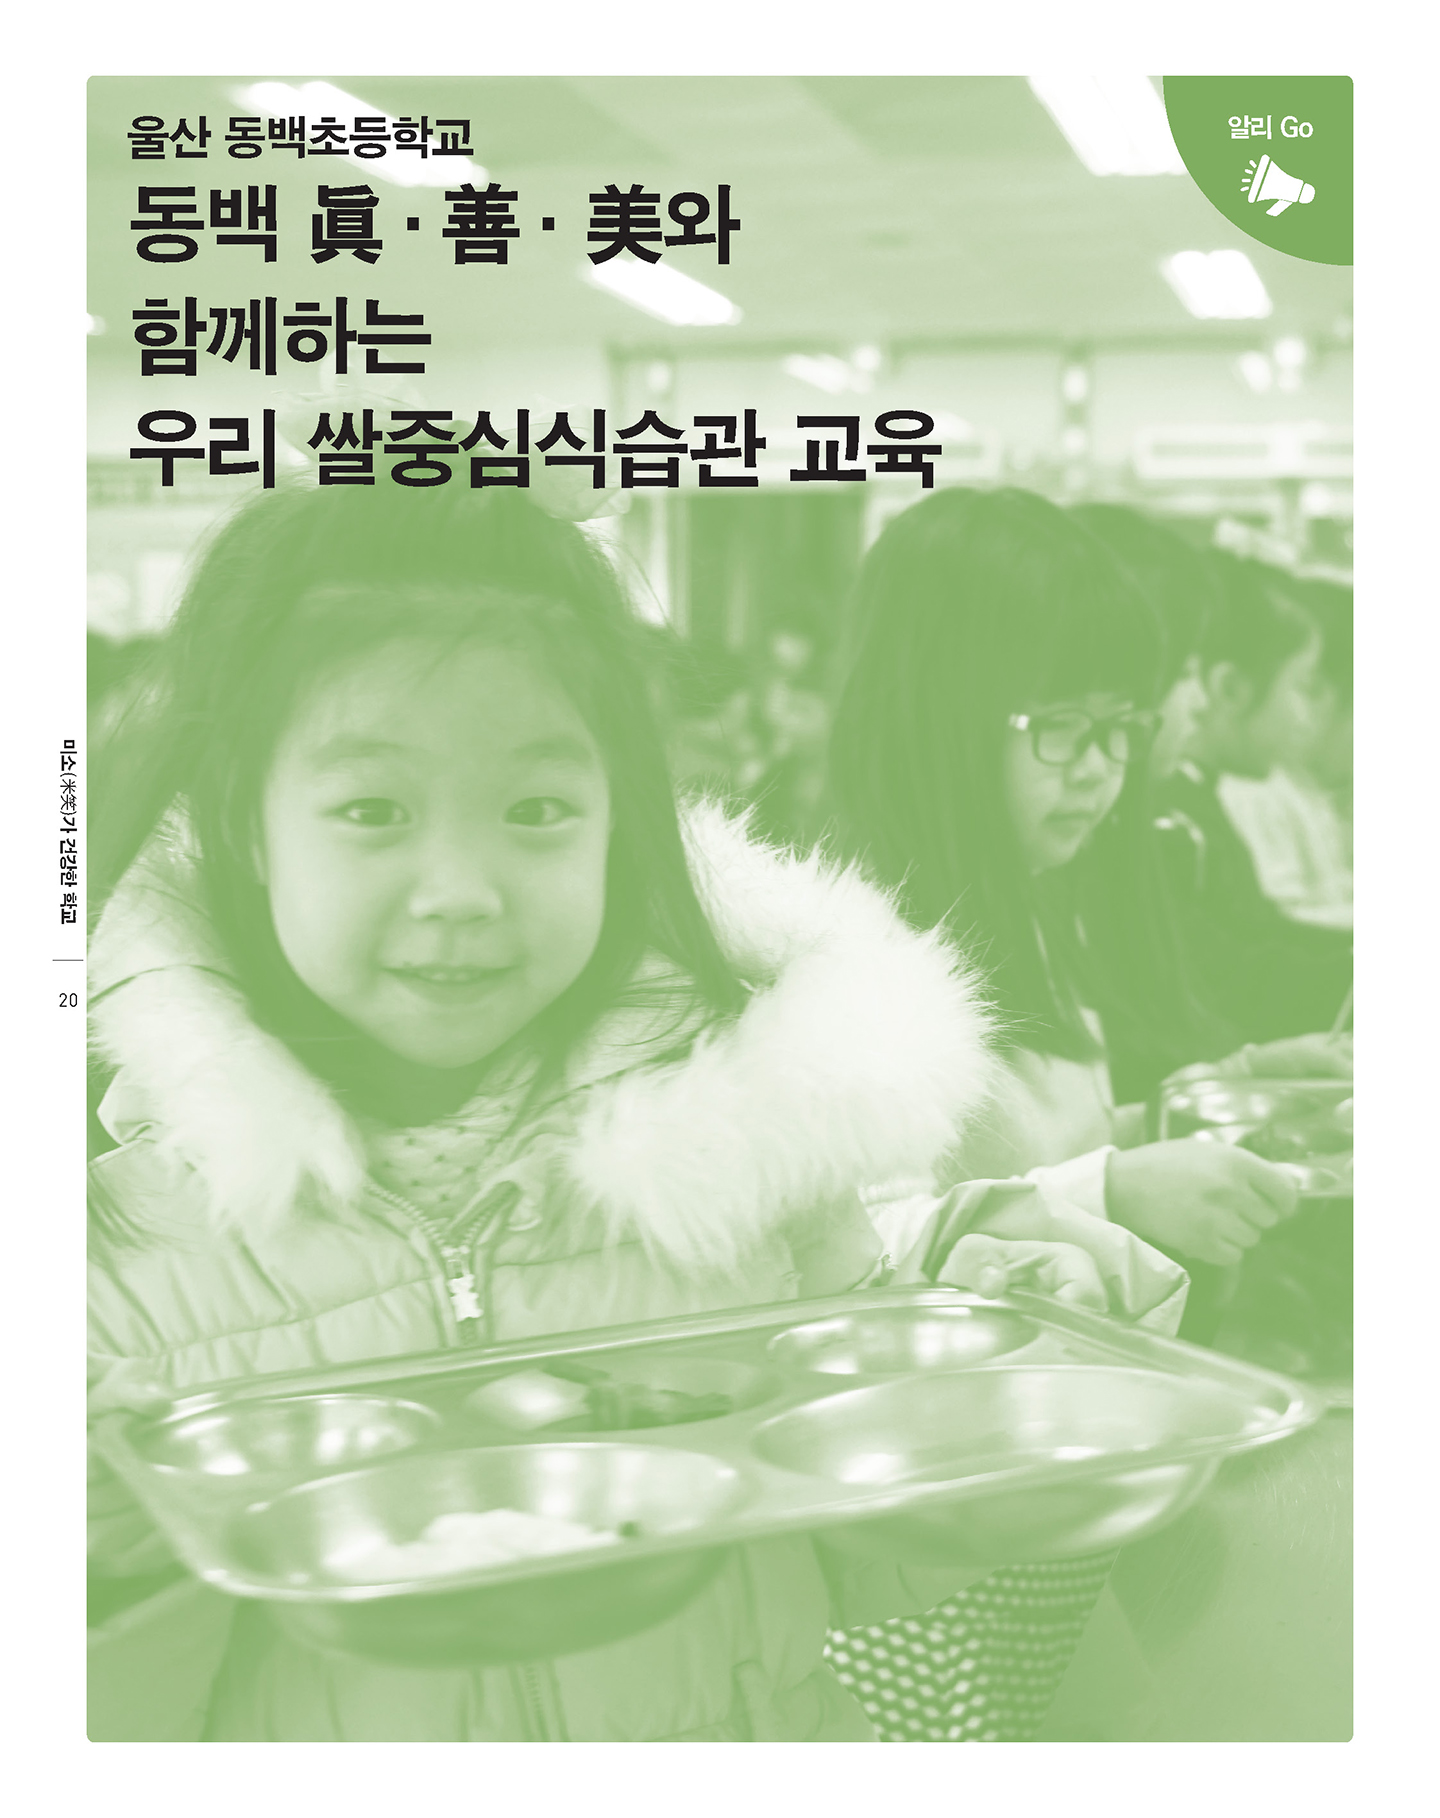 울산 동백초등학교
동백 眞·善·美와
함께하는
우리 쌀중심식습관 교육
알리 Go
미소(米笑)가 건강한 학교
20